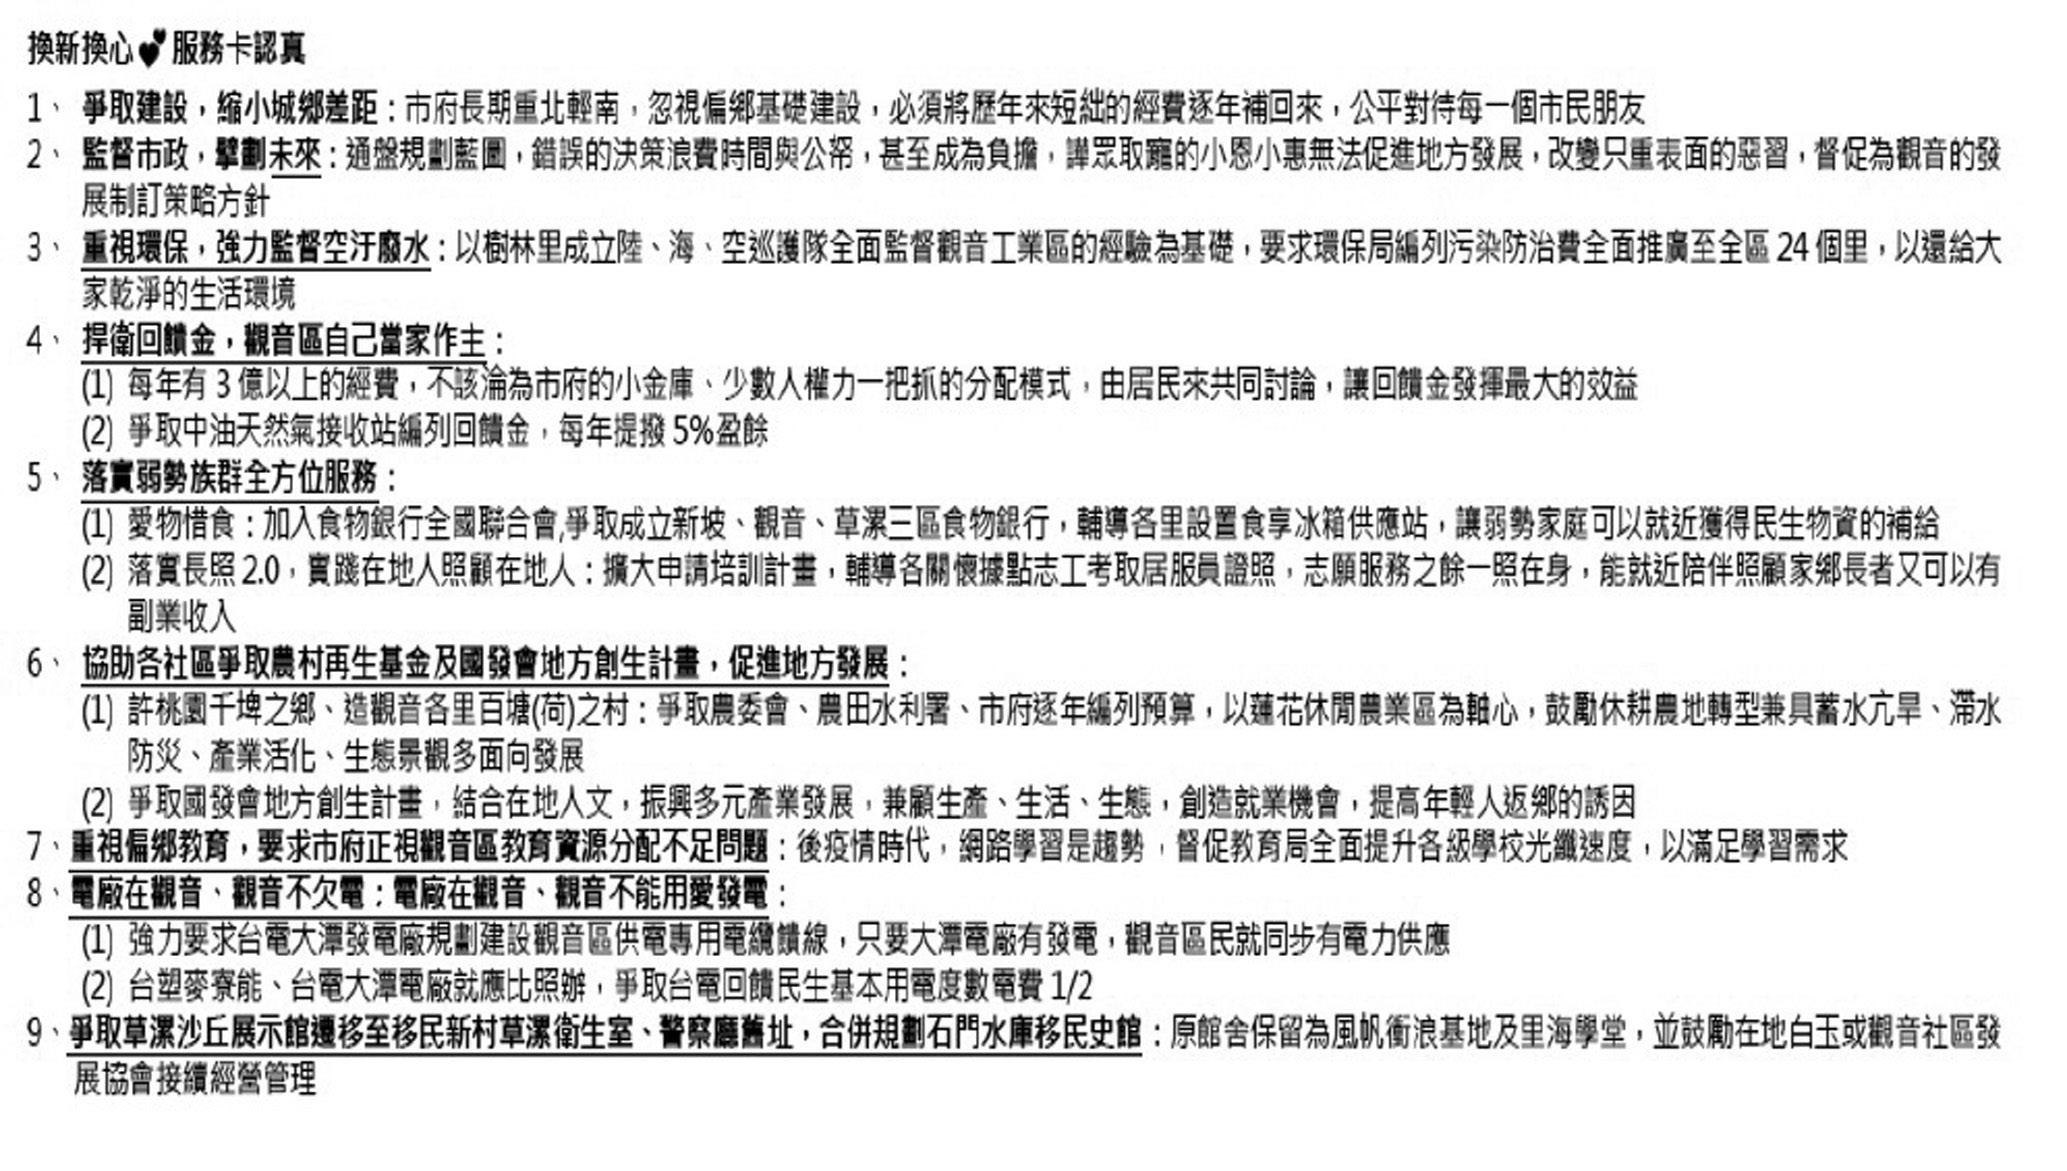 換新換心💕服務卡認真
1、 爭取建設，縮小城鄉差距：市府長期重北輕南，忽視偏鄉基礎建設，必須將歷年來短絀的經費逐年補回來，公平對待每一個市民朋友
2、 監督市政，擘劃未來：通盤規劃藍圖，錯誤的決策浪費時間與公帑，甚至成為負擔，譁眾取寵的小恩小惠無法促進地方發展，改變只重表面的惡習，督促為觀音的發
展制訂策略方針
3、 重視環保，強力監督空汙廢水：以樹林里成立陸、海、空巡護隊全面監督觀音工業區的經驗為基礎，要求環保局編列污染防治費全面推廣至全區 24 個里，以還給大
家乾淨的生活環境
4、 捍衛回饋金，觀音區自己當家作主：
(1) 每年有 3 億以上的經費，不該淪為市府的小金庫、少數人權力一把抓的分配模式，由居民來共同討論，讓回饋金發揮最大的效益
(2) 爭取中油天然氣接收站編列回饋金，每年提撥 5%盈餘
5、 落實弱勢族群全方位服務：
(1) 愛物惜食：加入食物銀行全國聯合會,爭取成立新坡、觀音、草漯三區食物銀行，輔導各里設置食享冰箱供應站，讓弱勢家庭可以就近獲得民生物資的補給
(2) 落實長照 2.0，實踐在地人照顧在地人：擴大申請培訓計畫，輔導各關懷據點志工考取居服員證照，志願服務之餘一照在身，能就近陪伴照顧家鄉長者又可以有
副業收入
6、 協助各社區爭取農村再生基金及國發會地方創生計畫，促進地方發展：
(1) 許桃園千埤之鄉、造觀音各里百塘(荷)之村：爭取農委會、農田水利署、市府逐年編列預算，以蓮花休閒農業區為軸心，鼓勵休耕農地轉型兼具蓄水亢旱、滯水
防災、產業活化、生態景觀多面向發展
(2) 爭取國發會地方創生計畫，結合在地人文，振興多元產業發展，兼顧生產、生活、生態，創造就業機會，提高年輕人返鄉的誘因
7、重視偏鄉教育，要求市府正視觀音區教育資源分配不足問題：後疫情時代，網路學習是趨勢，督促教育局全面提升各級學校光纖速度，以滿足學習需求
8、電廠在觀音、觀音不欠電；電廠在觀音、觀音不能用愛發電：
(1) 強力要求台電大潭發電廠規劃建設觀音區供電專用電纜饋線，只要大潭電廠有發電，觀音區民就同步有電力供應
(2) 台塑麥寮能、台電大潭電廠就應比照辦，爭取台電回饋民生基本用電度數電費 1/2
9、爭取草漯沙丘展示館遷移至移民新村草漯衛生室、警察廳舊址，合併規劃石門水庫移民史館：原館舍保留為風帆衝浪基地及里海學堂，並鼓勵在地白玉或觀音社區發
展協會接續經營管理